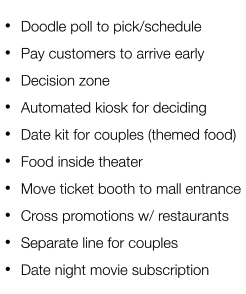 • Doodle poll to pick/schedule
• Pay customers to arrive early
• Decision zone
• Automated kiosk for deciding
• Date kit for couples (themed food)
• Food inside theater
• Move ticket booth to mall entrance
• Cross promotions w/ restaurants
• Separate line for couples
• Date night movie subscription